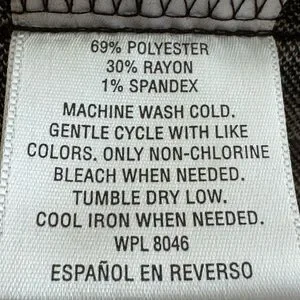 69% POLYESTER
30% RAYON
1% SPANDEX
MACHINE WASH COLD.
GENTLE CYCLE WITH LIKE
COLORS. ONLY NON-CHLORINE
BLEACH WHEN NEEDED.
TUMBLE DRY LOW.
COOL IRON WHEN NEEDED.
WPL 8046
ESPAÑOL EN REVERSO